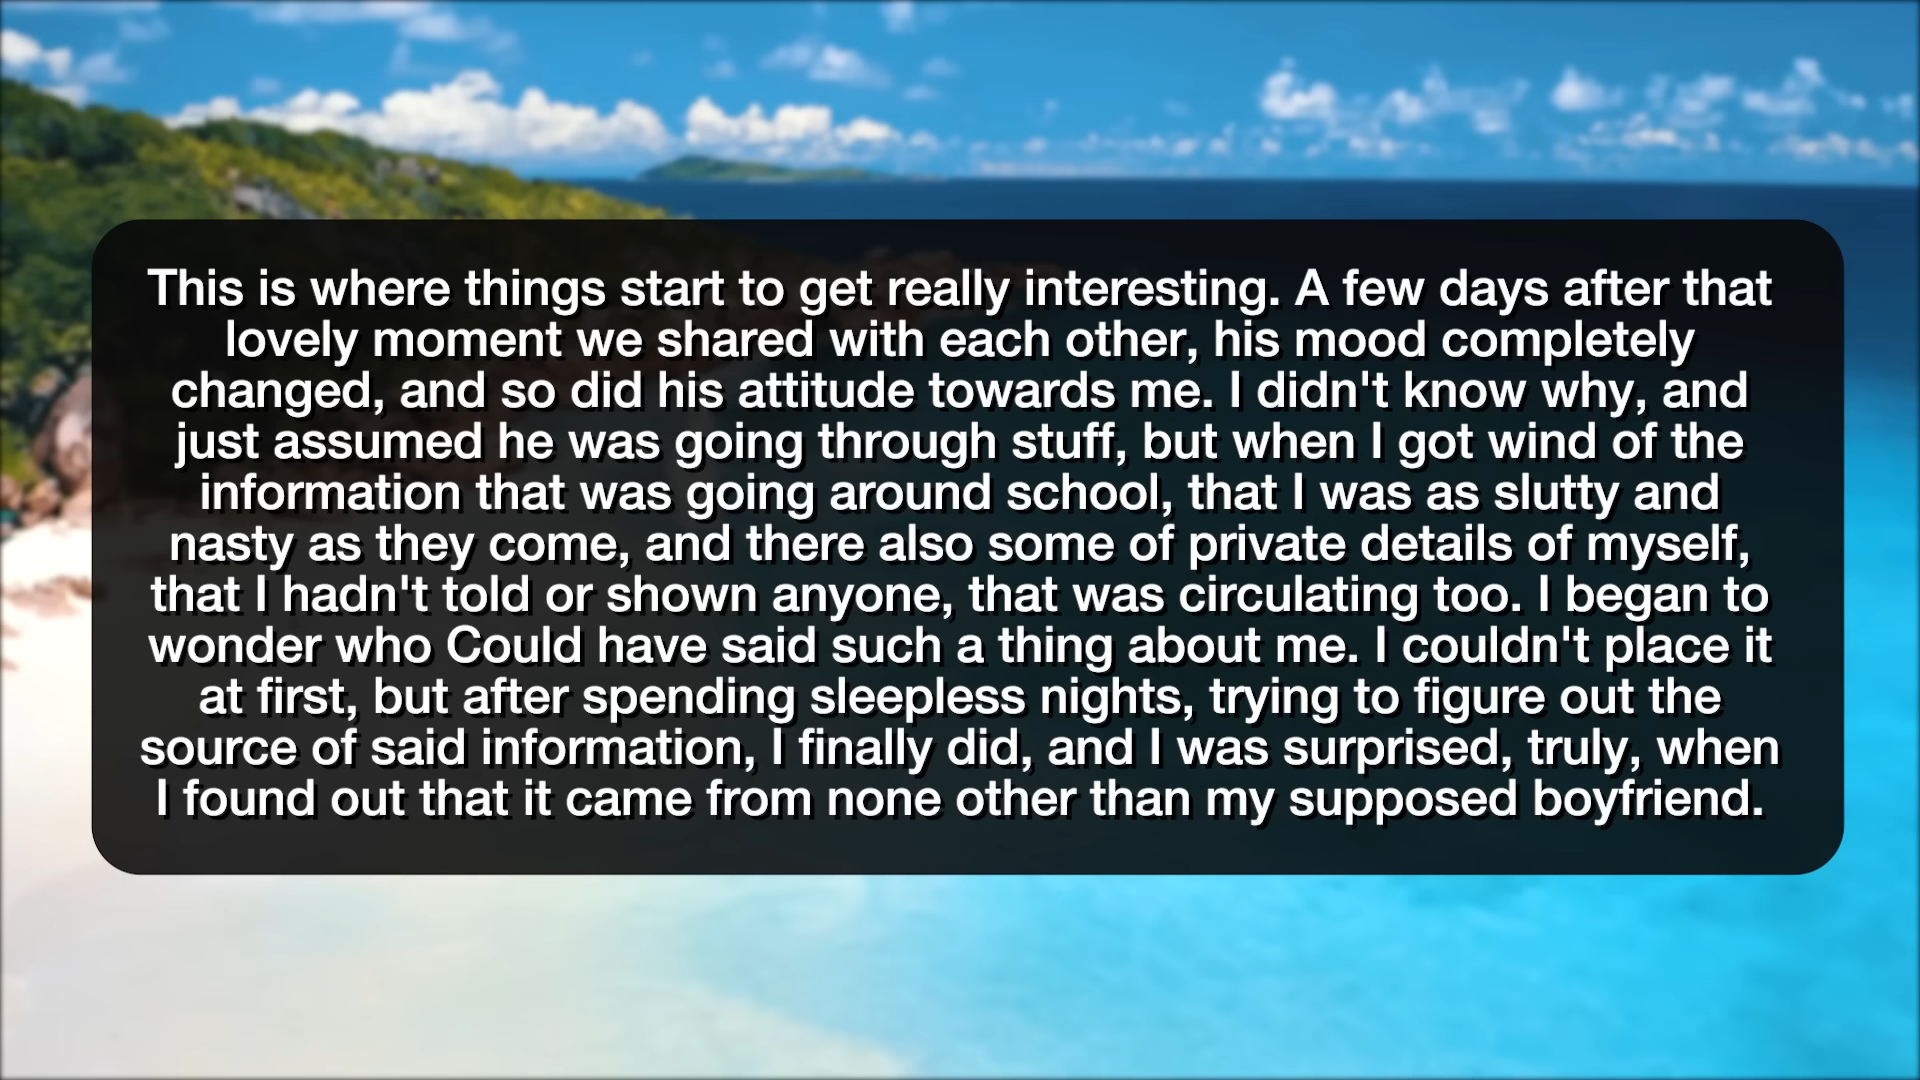 This is where things start to get really interesting. A few days after that
lovely moment we shared with each other, his mood completely
changed, and so did his attitude towards me. I didn't know why, and
just assumed he was going through stuff, but when I got wind of the
information that was going around school, that I was as slutty and
nasty as they come, and there also some of private details of myself,
that I hadn't told or shown anyone, that was circulating too. I began to
wonder who Could have said such a thing about me. I couldn't place it
at first, but after spending sleepless nights, trying to figure out the
source of said information, I finally did, and I was surprised, truly, when
I found out that it came from none other than my supposed boyfriend.